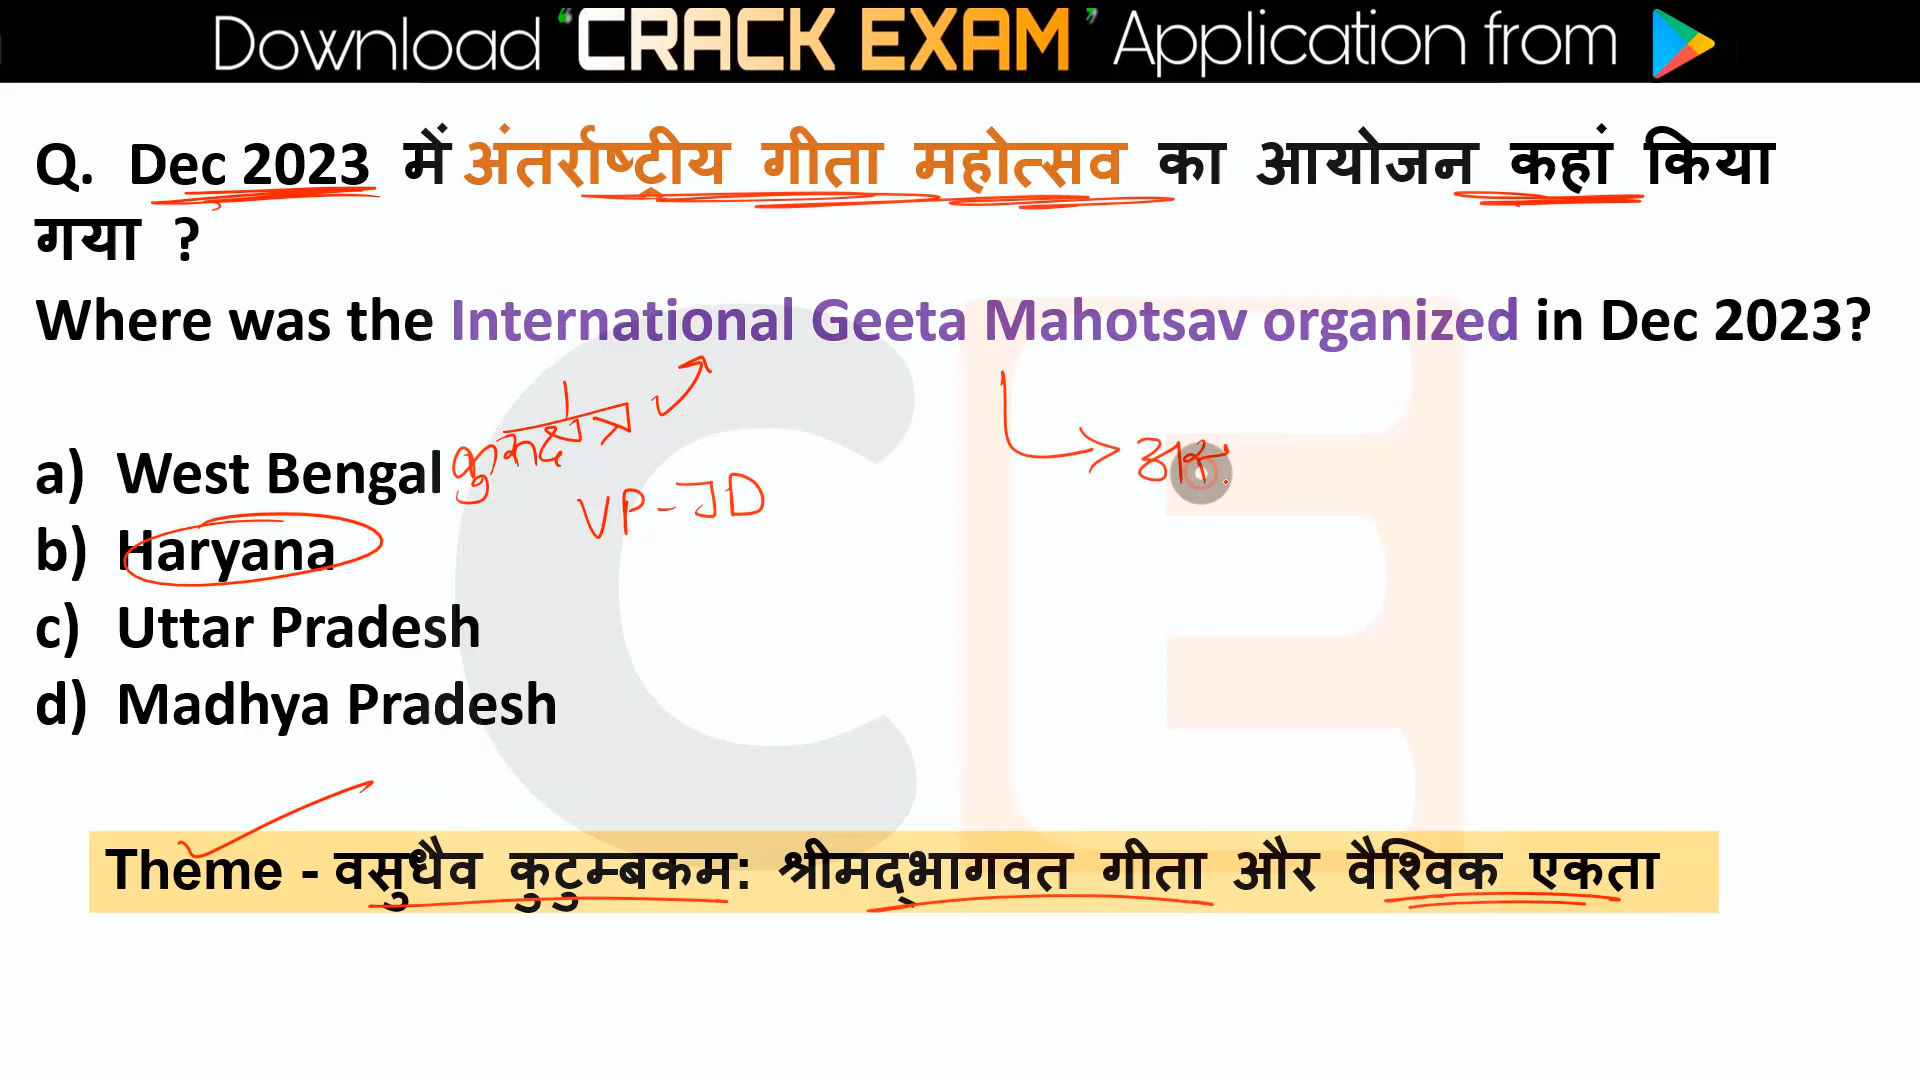 Download 'CRACK EXAM' Application from
Q. Dec 2023 में अंतर्राष्ट्रीय गीता महोत्सव का आयोजन कहां किया
गया ?
Where was the International Geeta Mahotsav organized in Dec 2023?
a) West Bengal
VP-JD
b) Haryana
c) Uttar Pradesh
d) Madhya Pradesh
Theme - वसुधैव कुटुम्बकम: श्रीमद्भागवत गीता और वैश्विक एकता
CE